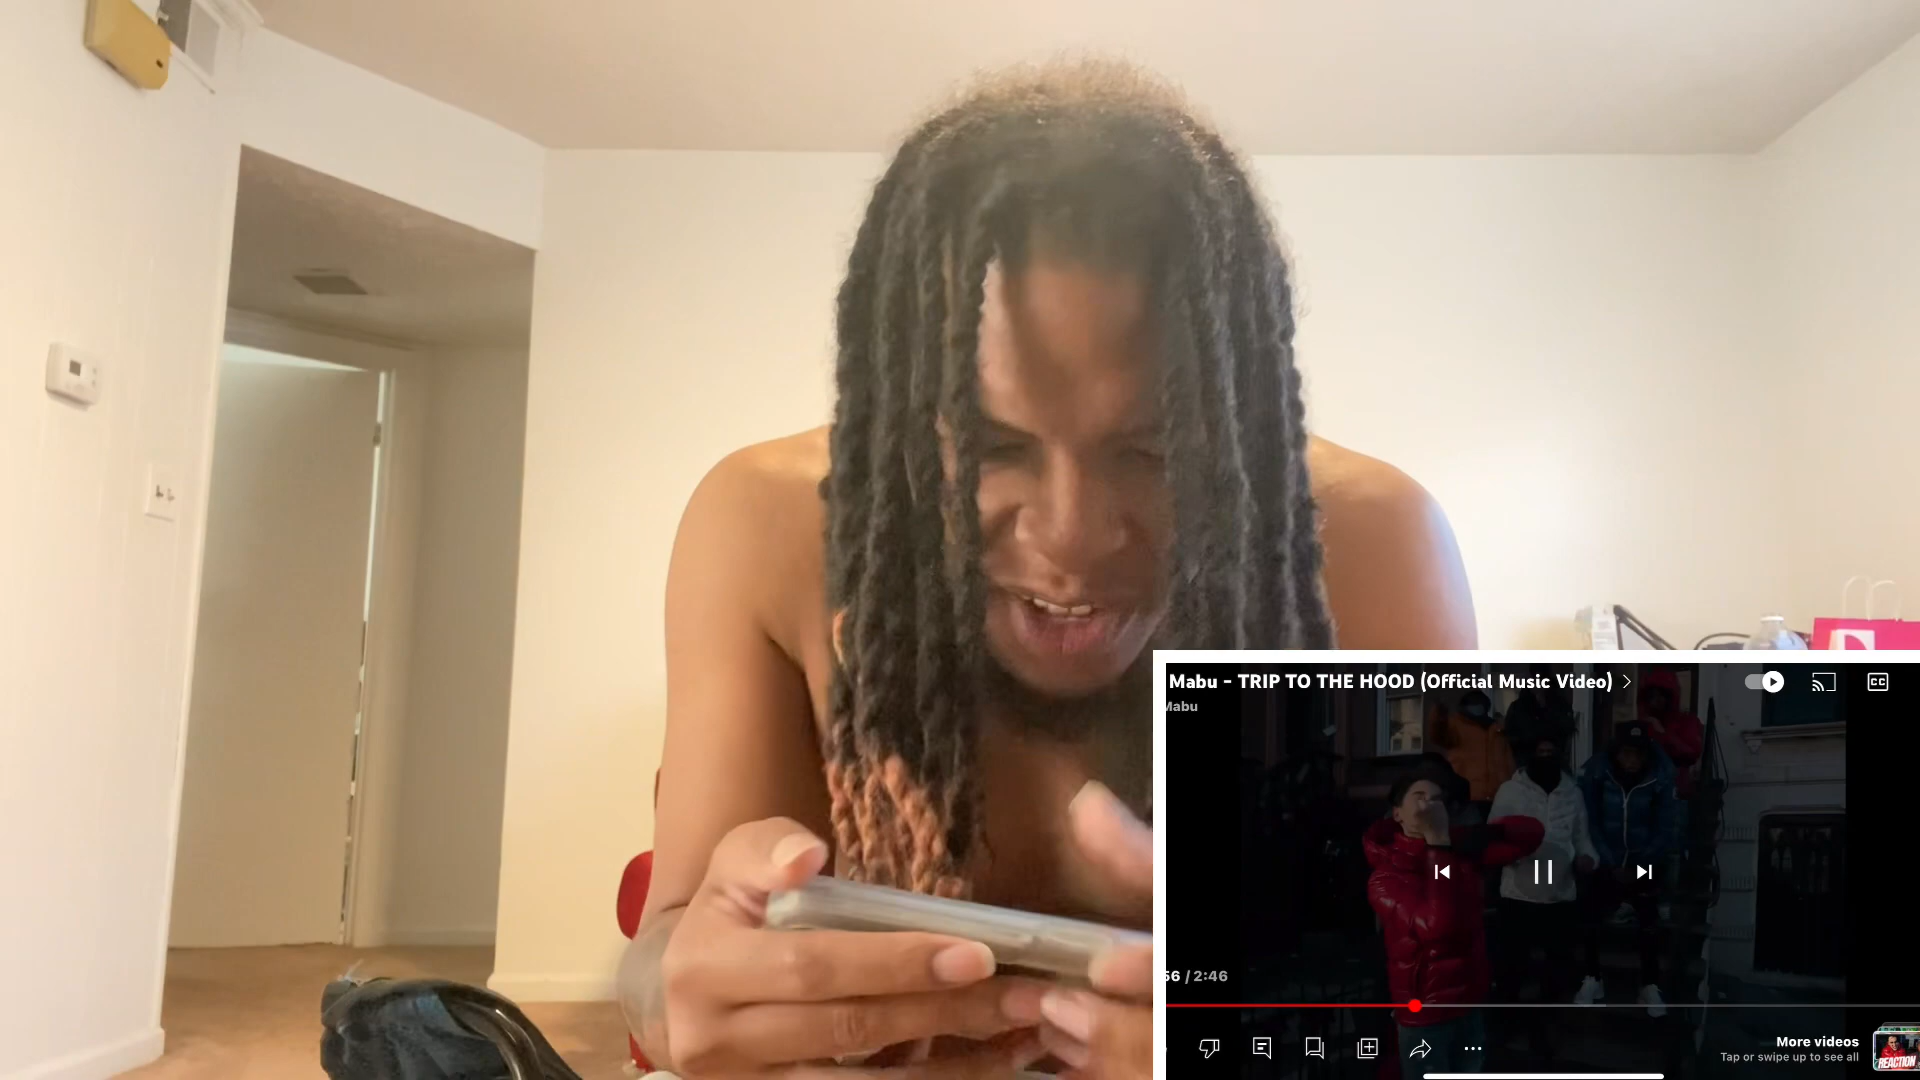 Mabu - TRIP TO THE HOOD (Official Music Video)
Mabu
CC
56 / 2:46
More videos
Tap or swipe up to see all
REACTION